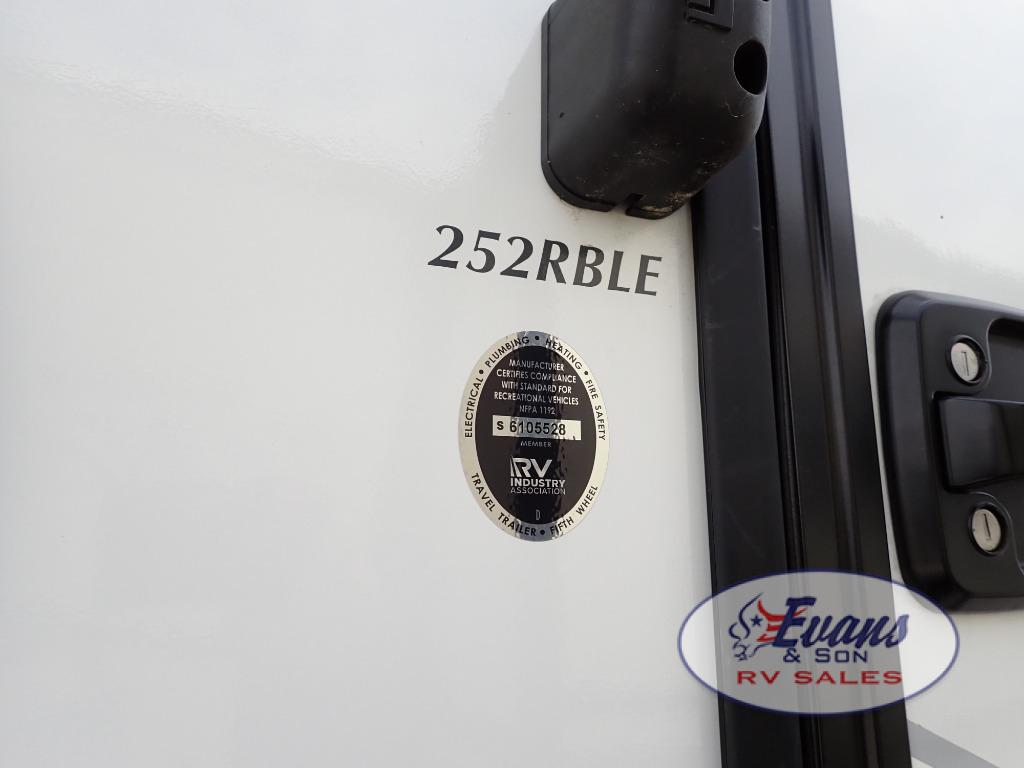 252RBLE
ELECTRICAL • PLUMBING • HEATING • FIRE SAFETY
MANUFACTURER
CERTIFIES COMPLIANCE
WITH STANDARD FOR
RECREATIONAL VEHICLES
NFPA 1192
S 6105528
MEMBER
RV
INDUSTRY
ASSOCIATION
D
TRAVEL TRAILER • FIFTH WHEEL
Evans
& SON
RV SALES